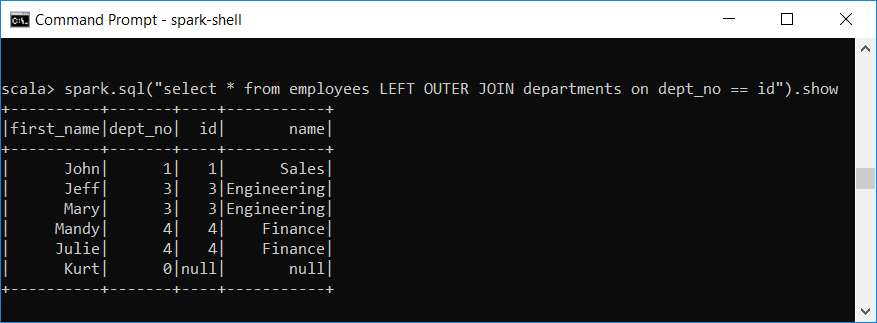 Command Prompt - spark-shell
scala> spark.sql("select * from employees LEFT OUTER JOIN departments on dept_no == id").show
+----------+-------+----+-----------+
|first_name|dept_no|  id|       name|
+----------+-------+----+-----------+
|      John|      1|   1|      Sales|
|      Jeff|      3|   3|Engineering|
|      Mary|      3|   3|Engineering|
|     Mandy|      4|   4|    Finance|
|     Julie|      4|   4|    Finance|
|      Kurt|      0|null|       null|
+----------+-------+----+-----------+